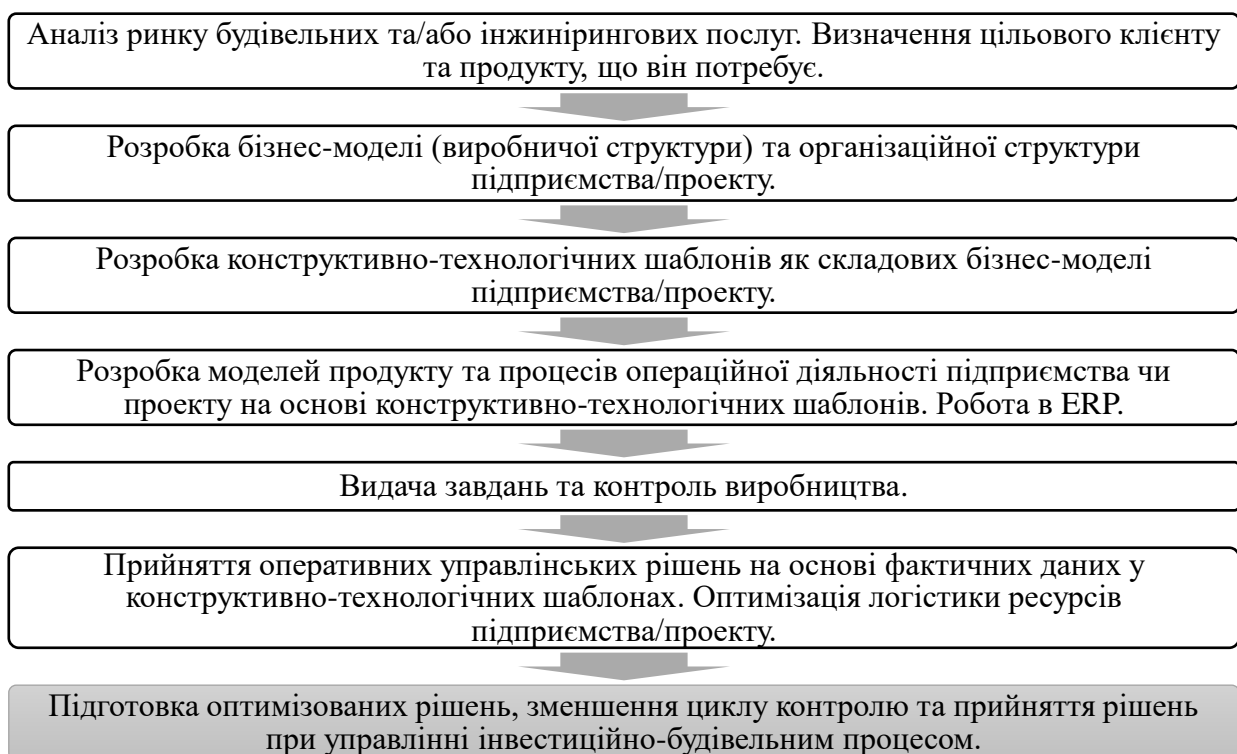 Аналіз ринку будівельних та/або інжинірингових послуг. Визначення цільового клієнту
та продукту, що він потребує.
Розробка бізнес-моделі (виробничої структури) та організаційної структури
підприємства/проекту.
Розробка конструктивно-технологічних шаблонів як складових бізнес-моделі
підприємства/проекту.
Розробка моделей продукту та процесів операційної діяльності підприємства чи
проекту на основі конструктивно-технологічних шаблонів. Робота в ERP.
Видача завдань та контроль виробництва.
Прийняття оперативних управлінських рішень на основі фактичних даних у
конструктивно-технологічних шаблонах. Оптимізація логістики ресурсів
підприємства/проекту.
Підготовка оптимізованих рішень, зменшення циклу контролю та прийняття рішень
при управлінні інвестиційно-будівельним процесом.